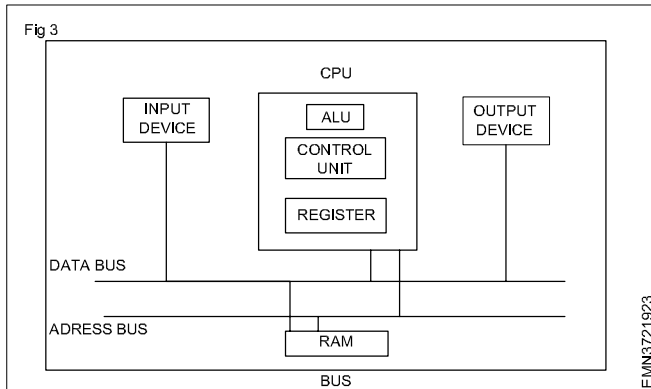 Fig 3
CPU
INPUT
DEVICE
ALU
CONTROL
UNIT
REGISTER
OUTPUT
DEVICE
DATA BUS
ADRESS BUS
RAM
BUS
EMN3721923